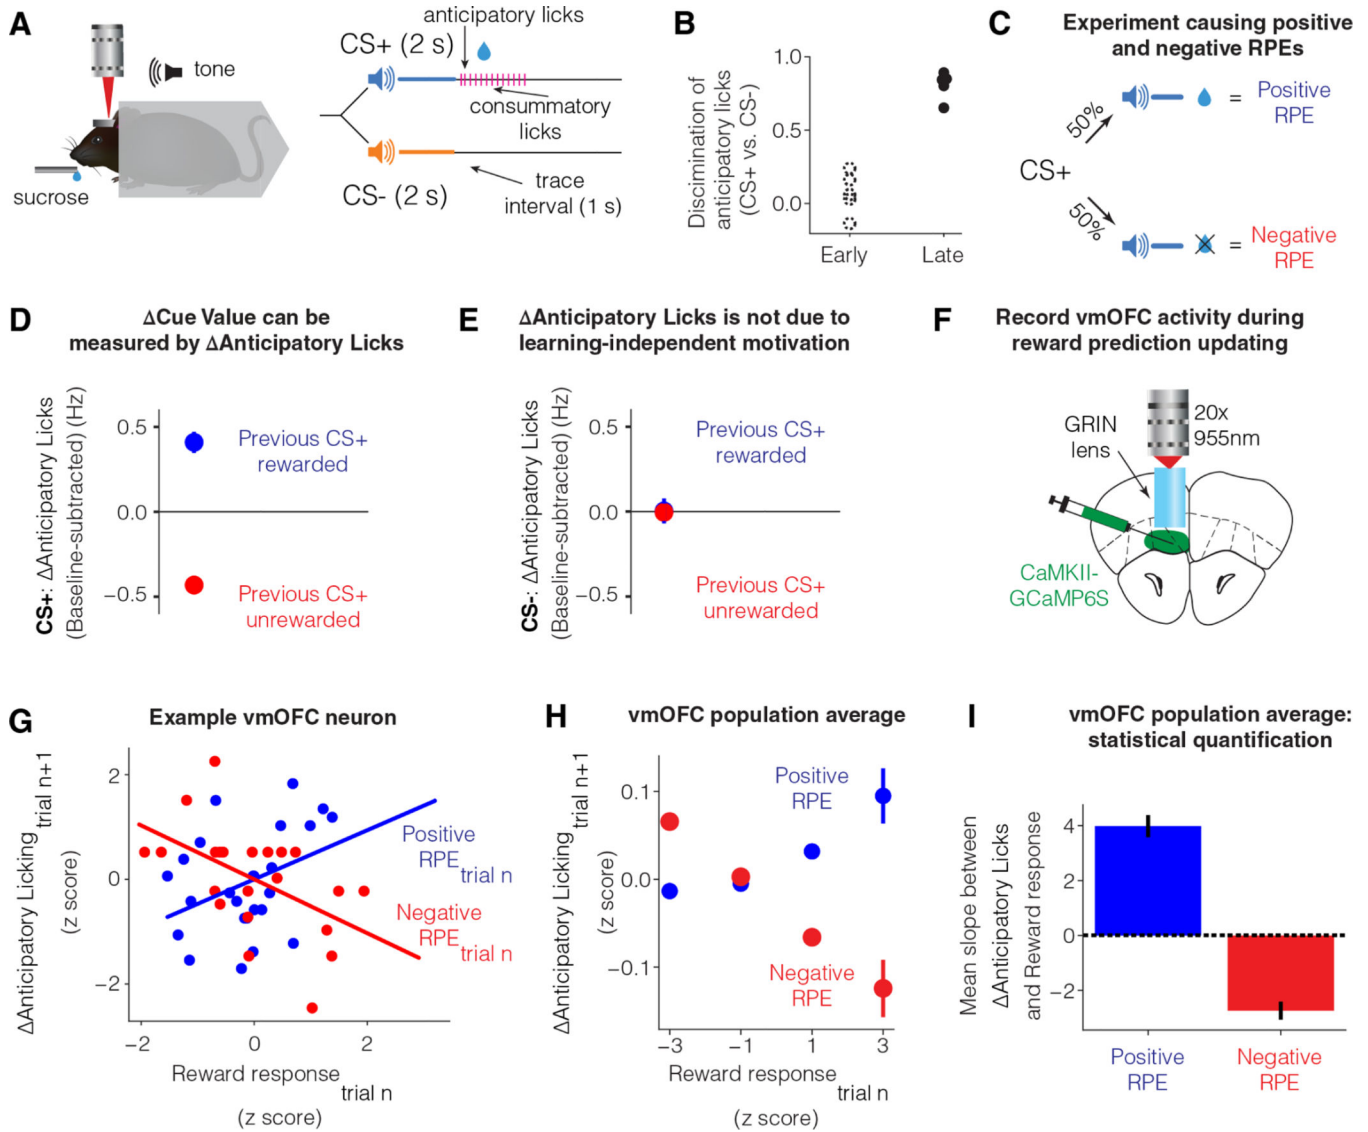 A
tone
sucrose
anticipatory licks
CS+ (2 s)
consummatory
licks
CS- (2 s)
trace
interval (1 s)
B
Discimination of
anticipatory licks
(CS+ vs. CS-)
1.0
0.5
0.0
Early
Late
C
Experiment causing positive
and negative RPEs
CS+
50%
50%
=
Positive
RPE
=
Negative
RPE
D
ΔCue Value can be
measured by ΔAnticipatory Licks
CS+: ΔAnticipatory Licks
(Baseline-subtracted) (Hz)
0.5
0.0
−0.5
Previous CS+
rewarded
Previous CS+
unrewarded
E
ΔAnticipatory Licks is not due to
learning-independent motivation
CS-: ΔAnticipatory Licks
(Baseline-subtracted) (Hz)
0.5
0.0
−0.5
Previous CS+
rewarded
Previous CS+
unrewarded
F
Record vmOFC activity during
reward prediction updating
GRIN
lens
20x
955nm
CaMKII-
GCaMP6S
G
Example vmOFC neuron
ΔAnticipatory Licking trial n+1
(z score)
2
0
−2
Positive
RPE trial n
Negative
RPE trial n
−2
0
2
Reward response trial n
(z score)
H
vmOFC population average
ΔAnticipatory Licking trial n+1
(z score)
0.1
0.0
−0.1
Positive
RPE
Negative
RPE
−3
−1
1
3
Reward response trial n
(z score)
I
vmOFC population average:
statistical quantification
Mean slope between
ΔAnticipatory Licks
and Reward response
4
2
0
−2
Positive
RPE
Negative
RPE